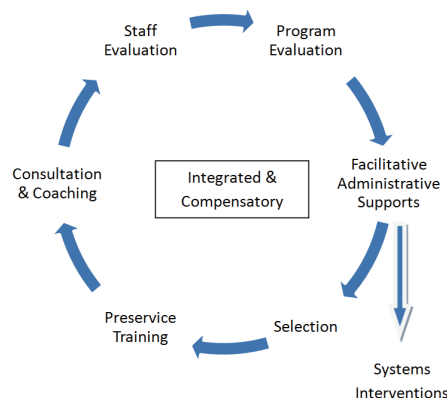 Staff
Evaluation
Program
Evaluation
Consultation
& Coaching
Integrated &
Compensatory
Facilitative
Administrative
Supports
Preservice
Training
Selection
Systems
Interventions